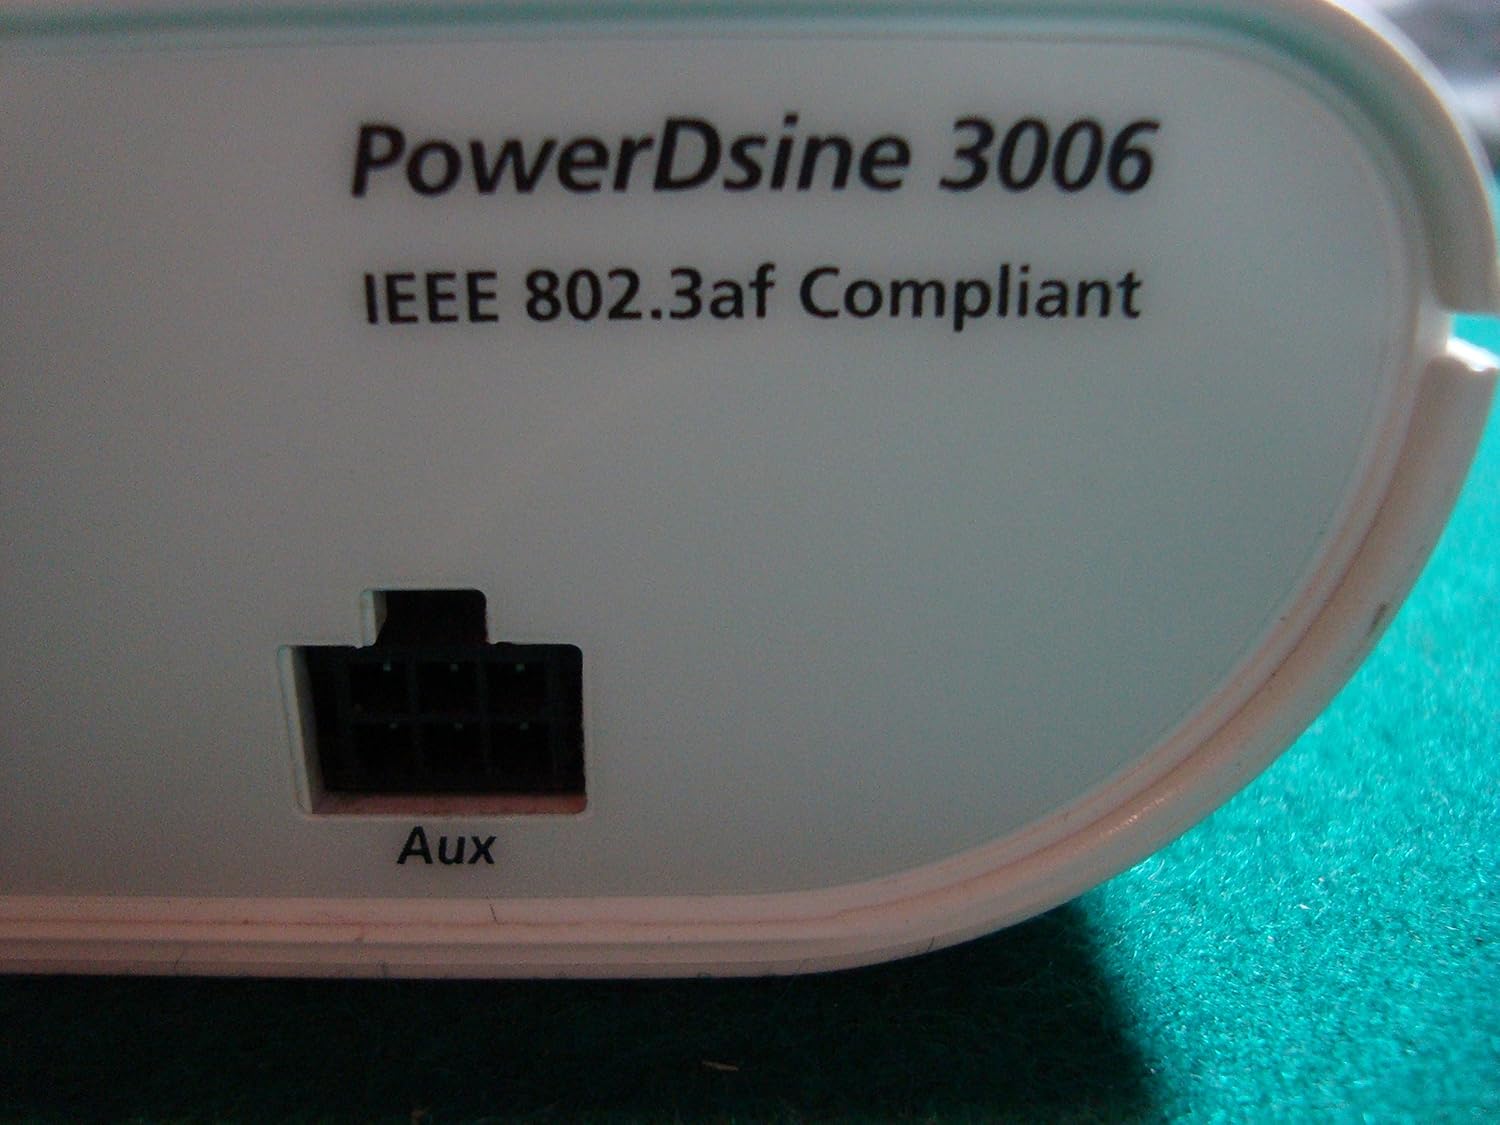 PowerDsine 3006
IEEE 802.3af Compliant
Aux